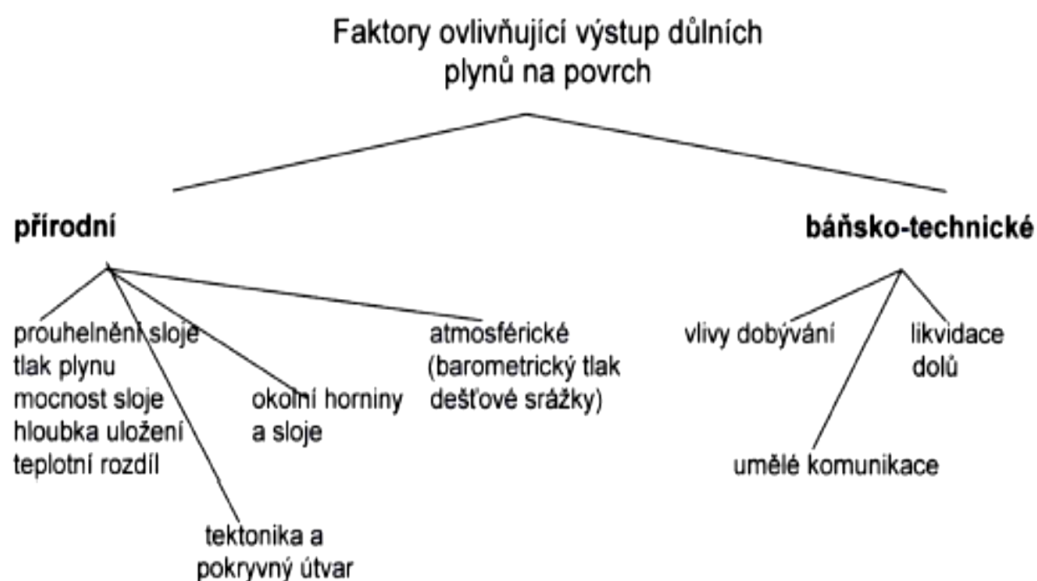 Faktory ovlivňující výstup důlních
plynů na povrch
přírodní
báňsko-technické
prouhelnění sloje
tlak plynu
mocnost sloje
hloubka uložení
teplotní rozdíl
tektonika a
pokryvný útvar
okolní horniny
a sloje
atmosférické
(barometrický tlak
dešťové srážky)
vlivy dobývání
umělé komunikace
likvidace
dolů